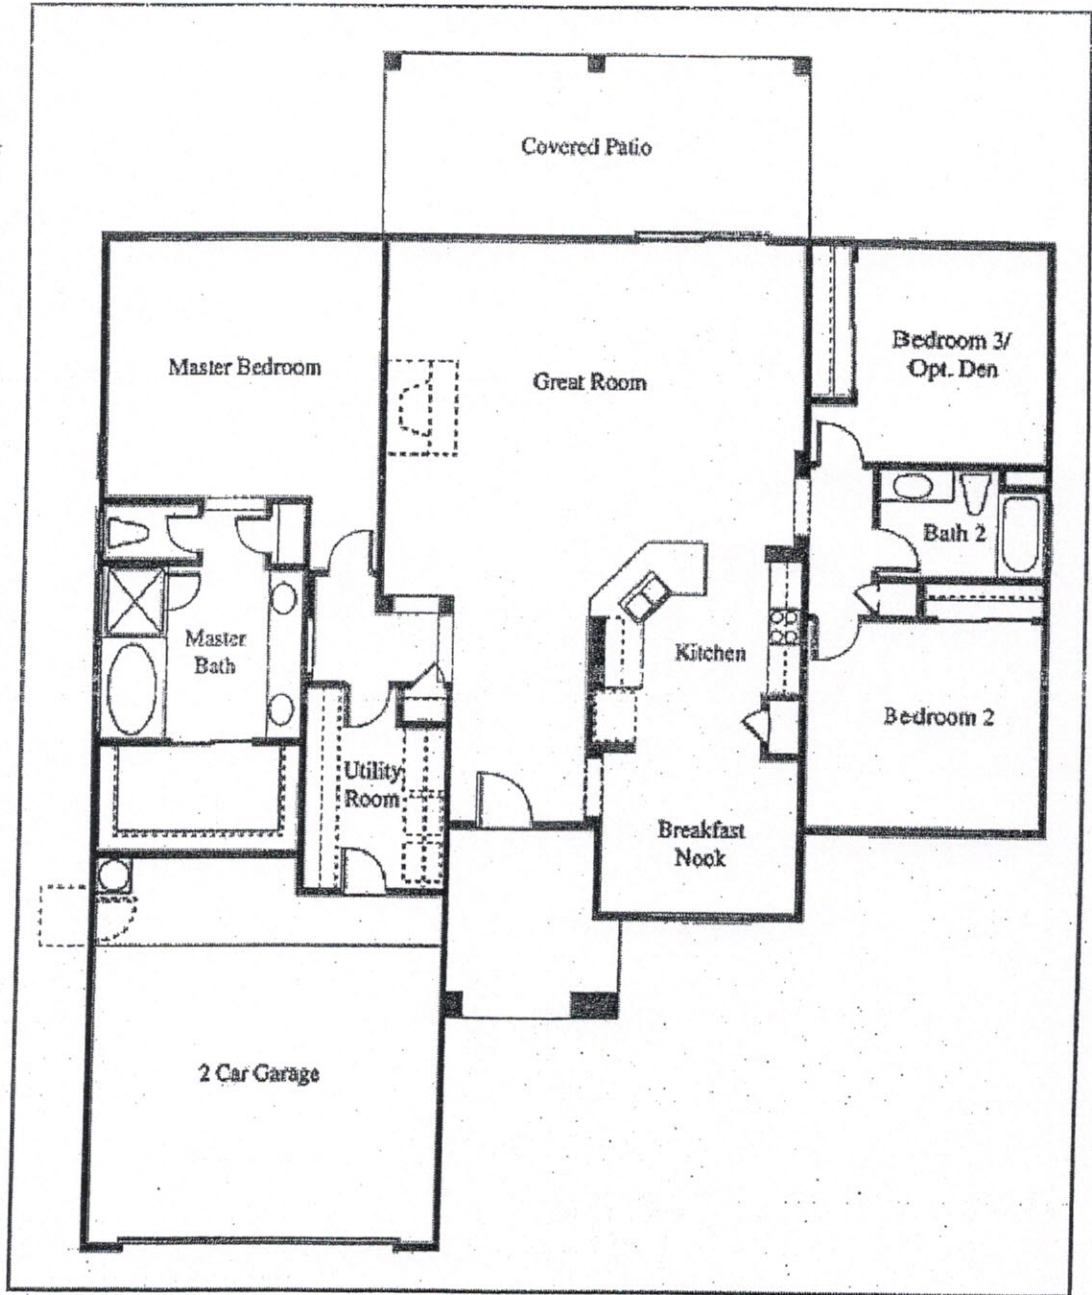 Covered Patio
Master Bedroom
Great Room
Bedroom 3/
Opt. Den
Bath 2
Master
Bath
Kitchen
Bedroom 2
Utility
Room
Breakfast
Nook
2 Car Garage